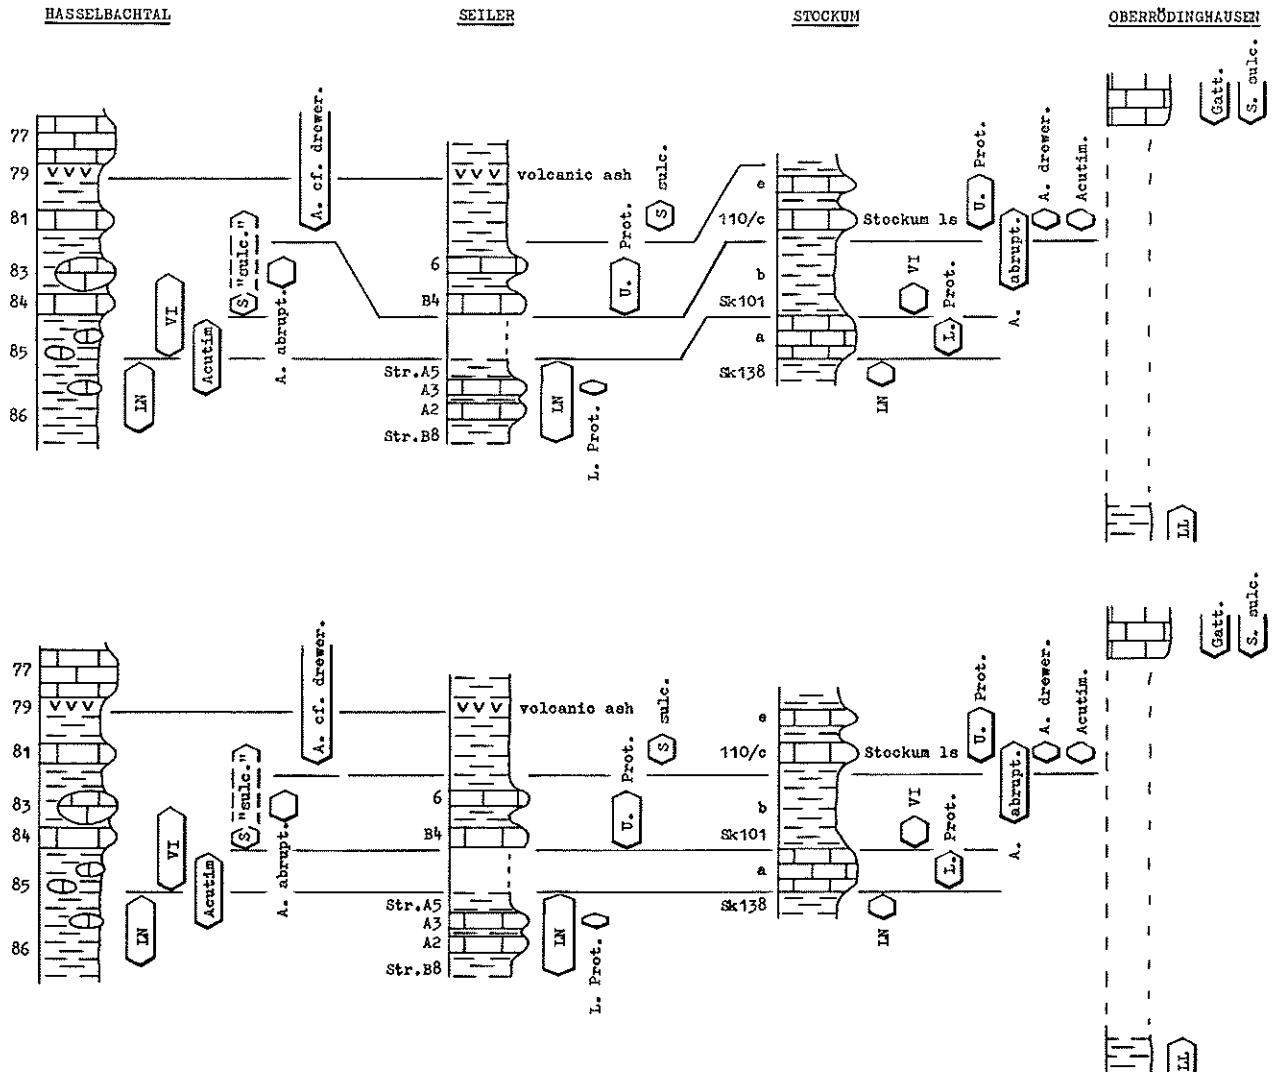 HASSELBACHTAL
SEILER
STOCKUM
OBERRÖDINGHAUSEN
77
79
81
83
84
85
86
LN
VI
Acutim
S "sulc."
A. abrupt.
A. cf. drewer.
volcanic ash
6
B4
Str.A5
A3
A2
Str.B8
LN
L. Prot.
U. Prot.
S sulc.
e
110/c
b
Sk101
a
Sk138
Stockum ls
LN
VI
L. Prot.
U. Prot.
A. abrupt.
A. drewer.
Acutim.
Gatt.
S. sulc.
LL
77
79
81
83
84
85
86
LN
VI
Acutim
S "sulc."
A. abrupt.
A. cf. drewer.
volcanic ash
6
B4
Str.A5
A3
A2
Str.B8
LN
L. Prot.
U. Prot.
S sulc.
e
110/c
b
Sk101
a
Sk138
Stockum ls
LN
VI
L. Prot.
U. Prot.
A. abrupt.
A. drewer.
Acutim.
Gatt.
S. sulc.
LL